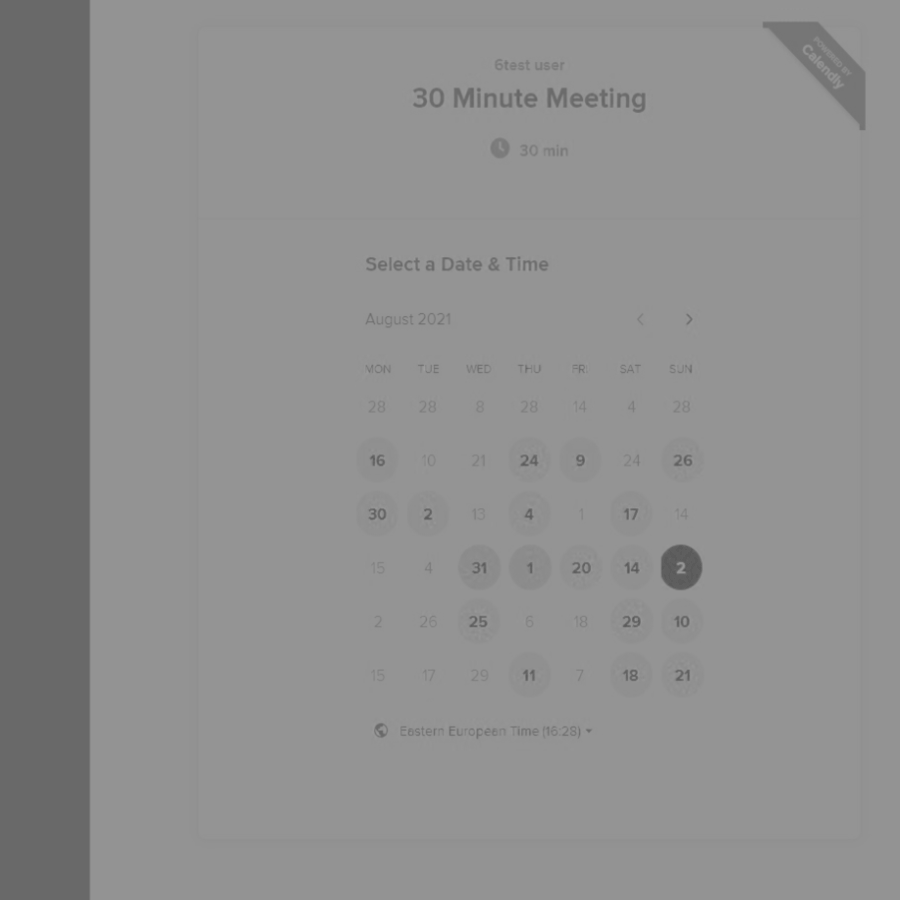 POWERED BY
Calendly
6test user
30 Minute Meeting
30 min
Select a Date & Time
August 2021
MON TUE WED THU FRI SAT SUN
28 28 8 28 14 4 28
16 10 21 24 9 24 26
30 2 13 4 1 17 14
15 4 31 1 20 14 2
2 26 25 6 18 29 10
15 17 29 11 7 18 21
Eastern European Time (16:28)